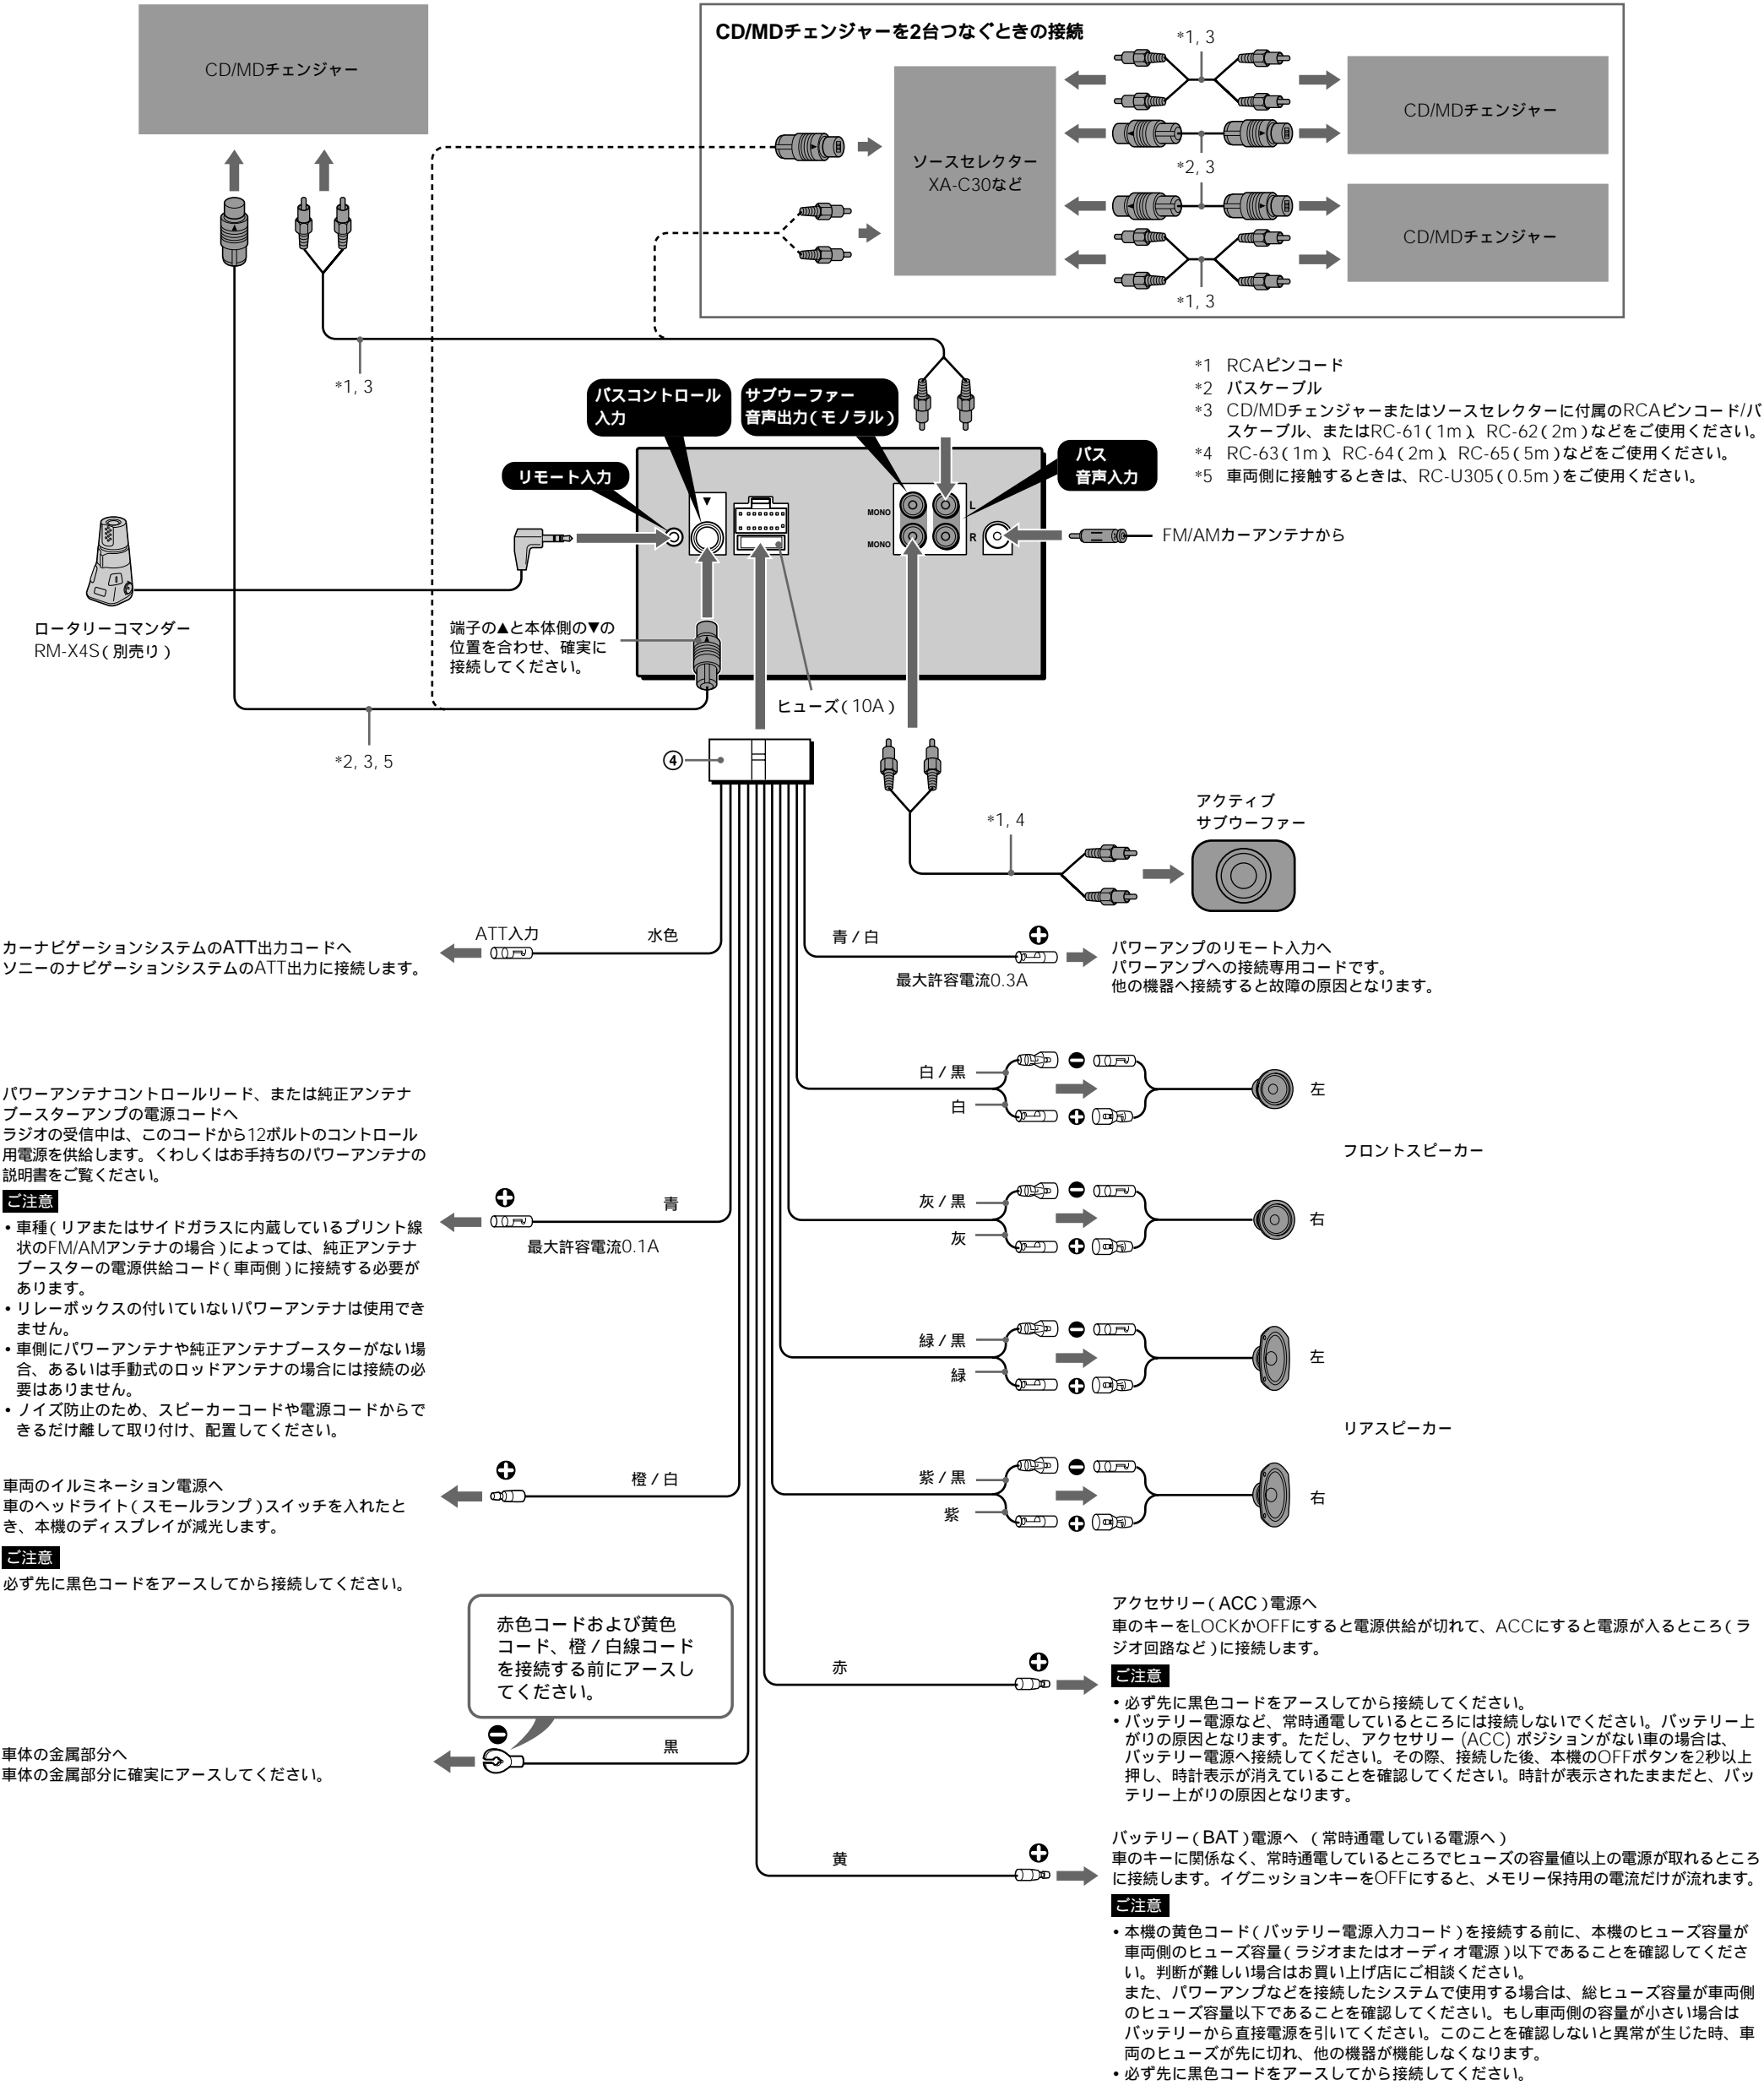 CD/MDチェンジャー
CD/MDチェンジャーを2台つなぐときの接続
*1, 3
ソースセレクター
XA-C30など
CD/MDチェンジャー
*2, 3
CD/MDチェンジャー
*1, 3
*1, 3
*1 RCAピンコード
*2 バスケーブル
*3 CD/MDチェンジャーまたはソースセレクターに付属のRCAピンコード/バ
スケーブル、またはRC-61(1m)、RC-62(2m)などをご使用ください。
*4 RC-63(1m)、RC-64(2m)、RC-65(5m)などをご使用ください。
*5 車両側に接触するときは、RC-U305(0.5m)をご使用ください。
バスコントロール
入力
サブウーファー
音声出力(モノラル)
バス
音声入力
リモート入力
MONO
L
MONO
R
FM/AMカーアンテナから
ロータリーコマンダー
RM-X4S(別売り)
端子の▲と本体側の▼の
位置を合わせ、確実に
接続してください。
ヒューズ(10A)
*2, 3, 5
④
*1, 4
アクティブ
サブウーファー
カーナビゲーションシステムのATT出力コードへ
ソニーのナビゲーションシステムのATT出力に接続します。
ATT入力
水色
青/白
最大許容電流0.3A
パワーアンプのリモート入力へ
パワーアンプへの接続専用コードです。
他の機器へ接続すると故障の原因となります。
白/黒
白
左
フロントスピーカー
灰/黒
灰
右
パワーアンテナコントロールリード、または純正アンテナ
ブースターアンプの電源コードへ
ラジオの受信中は、このコードから12ボルトのコントロール
用電源を供給します。くわしくはお手持ちのパワーアンテナの
説明書をご覧ください。
ご注意
• 車種(リアまたはサイドガラスに内蔵しているプリント線
状のFM/AMアンテナの場合)によっては、純正アンテナ
ブースターの電源供給コード(車両側)に接続する必要が
あります。
• リレーボックスの付いていないパワーアンテナは使用でき
ません。
• 車側にパワーアンテナや純正アンテナブースターがない場
合、あるいは手動式のロッドアンテナの場合には接続の必
要はありません。
• ノイズ防止のため、スピーカーコードや電源コードからで
きるだけ離して取り付け、配置してください。
青
最大許容電流0.1A
緑/黒
緑
左
リアスピーカー
紫/黒
紫
右
車両のイルミネーション電源へ
車のヘッドライト(スモールランプ)スイッチを入れたと
き、本機のディスプレイが減光します。
ご注意
必ず先に黒色コードをアースしてから接続してください。
橙/白
赤色コードおよび黄色
コード、橙/白線コード
を接続する前にアースし
てください。
車体の金属部分へ
車体の金属部分に確実にアースしてください。
黒
赤
アクセサリー(ACC)電源へ
車のキーをLOCKかOFFにすると電源供給が切れて、ACCにすると電源が入るところ(ラ
ジオ回路など)に接続します。
ご注意
• 必ず先に黒色コードをアースしてから接続してください。
• バッテリー電源など、常時通電しているところには接続しないでください。バッテリー上
がりの原因となります。ただし、アクセサリー (ACC) ポジションがない車の場合は、
バッテリー電源へ接続してください。その際、接続した後、本機のOFFボタンを2秒以上
押し、時計表示が消えていることを確認してください。時計が表示されたままだと、バッ
テリー上がりの原因となります。
黄
バッテリー(BAT)電源へ (常時通電している電源へ)
車のキーに関係なく、常時通電しているところでヒューズの容量値以上の電源が取れるところ
に接続します。イグニッションキーをOFFにすると、メモリー保持用の電流だけが流れます。
ご注意
• 本機の黄色コード(バッテリー電源入力コード)を接続する前に、本機のヒューズ容量が
車両側のヒューズ容量(ラジオまたはオーディオ電源)以下であることを確認してくださ
い。判断が難しい場合はお買い上げ店にご相談ください。
また、パワーアンプなどを接続したシステムで使用する場合は、総ヒューズ容量が車両側
のヒューズ容量以下であることを確認してください。もし車両側の容量が小さい場合は
バッテリーから直接電源を引いてください。このことを確認しないと異常が生じた時、車
両のヒューズが先に切れ、他の機器が機能しなくなります。
• 必ず先に黒色コードをアースしてから接続してください。